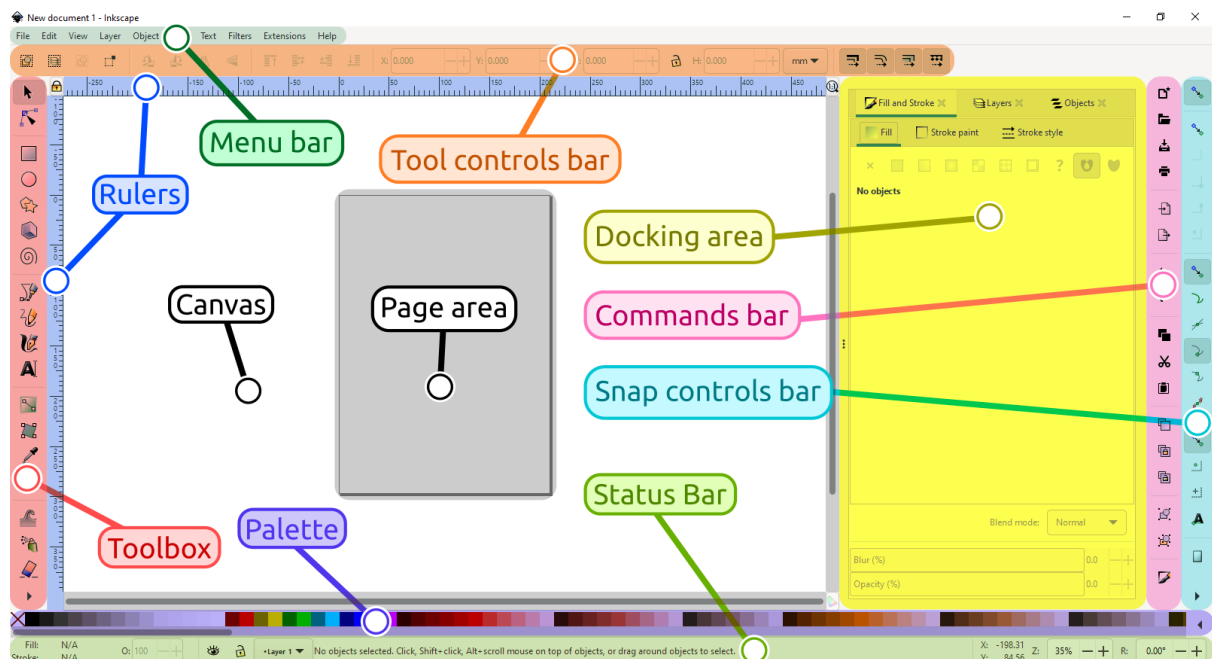 New document 1 - Inkscape
File Edit View Layer Object Text Filters Extensions Help
X: 0.000 Y: 0.000 0.000 H: 0.000 mm
-250 -150 -100 -50 0 50 100 150 200 250 300 350 400 450
Fill and Stroke Layers Objects
Menu bar
Tool controls bar
Fill Stroke paint Stroke style
?
Rulers
No objects
Docking area
Canvas
Page area
Commands bar
Snap controls bar
Status Bar
Palette
Toolbox
Blend mode: Normal
Blur (%) 0.0
Opacity (%) 0.0
Fill: N/A
Stroke: N/A
O: 100
•Layer 1
No objects selected. Click, Shift+click, Alt+scroll mouse on top of objects, or drag around objects to select.
X: -198.31
Y: 84.56
Z: 35%
R: 0.00°